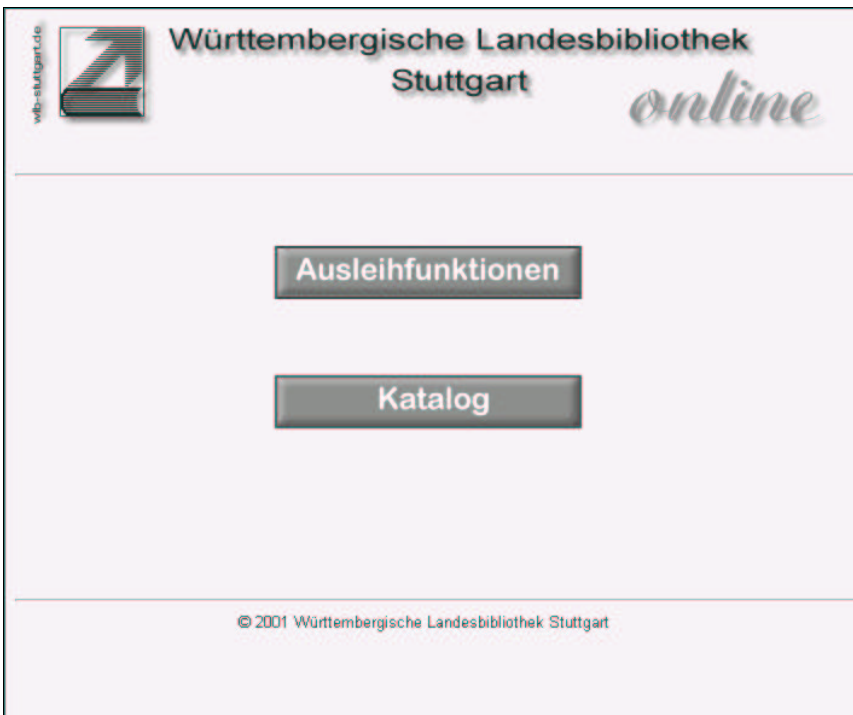 wlb-stuttgart.de
Württembergische Landesbibliothek
Stuttgart
online
Ausleihfunktionen
Katalog
© 2001 Württembergische Landesbibliothek Stuttgart